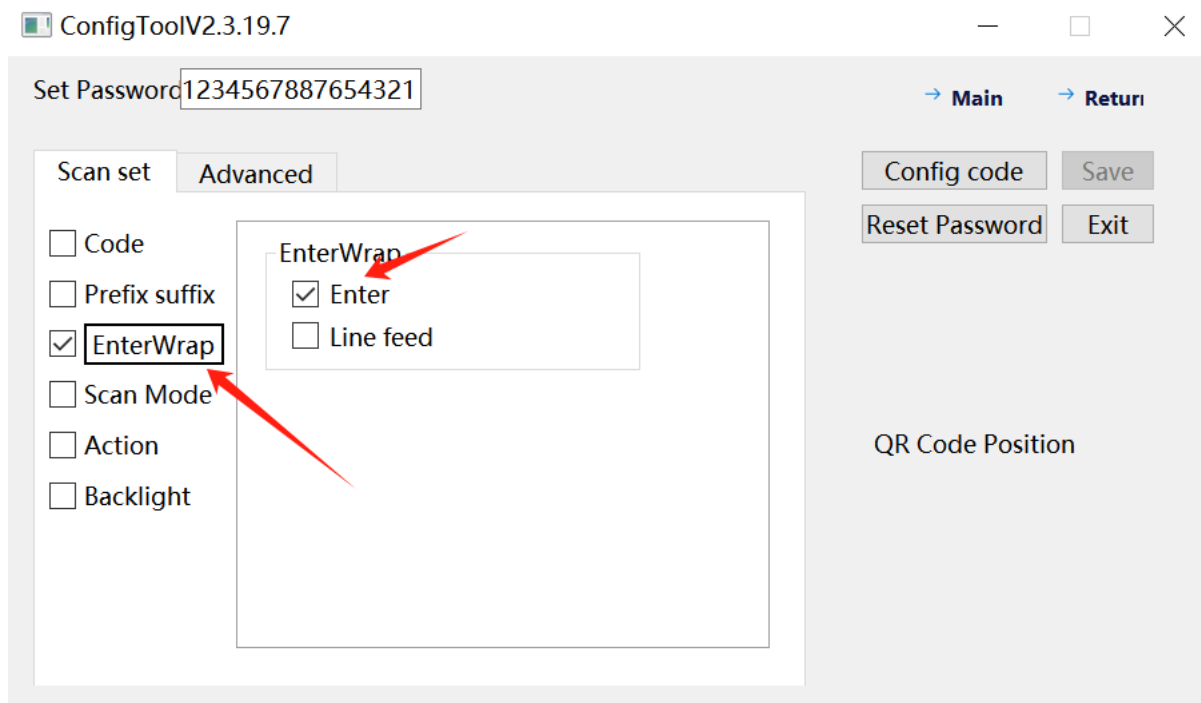 ConfigToolV2.3.19.7
Set Password 1234567887654321
Main
Return
Scan set
Advanced
Config code
Save
Reset Password
Exit
Code
Prefix suffix
EnterWrap
Scan Mode
Action
Backlight
EnterWrap
Enter
Line feed
QR Code Position